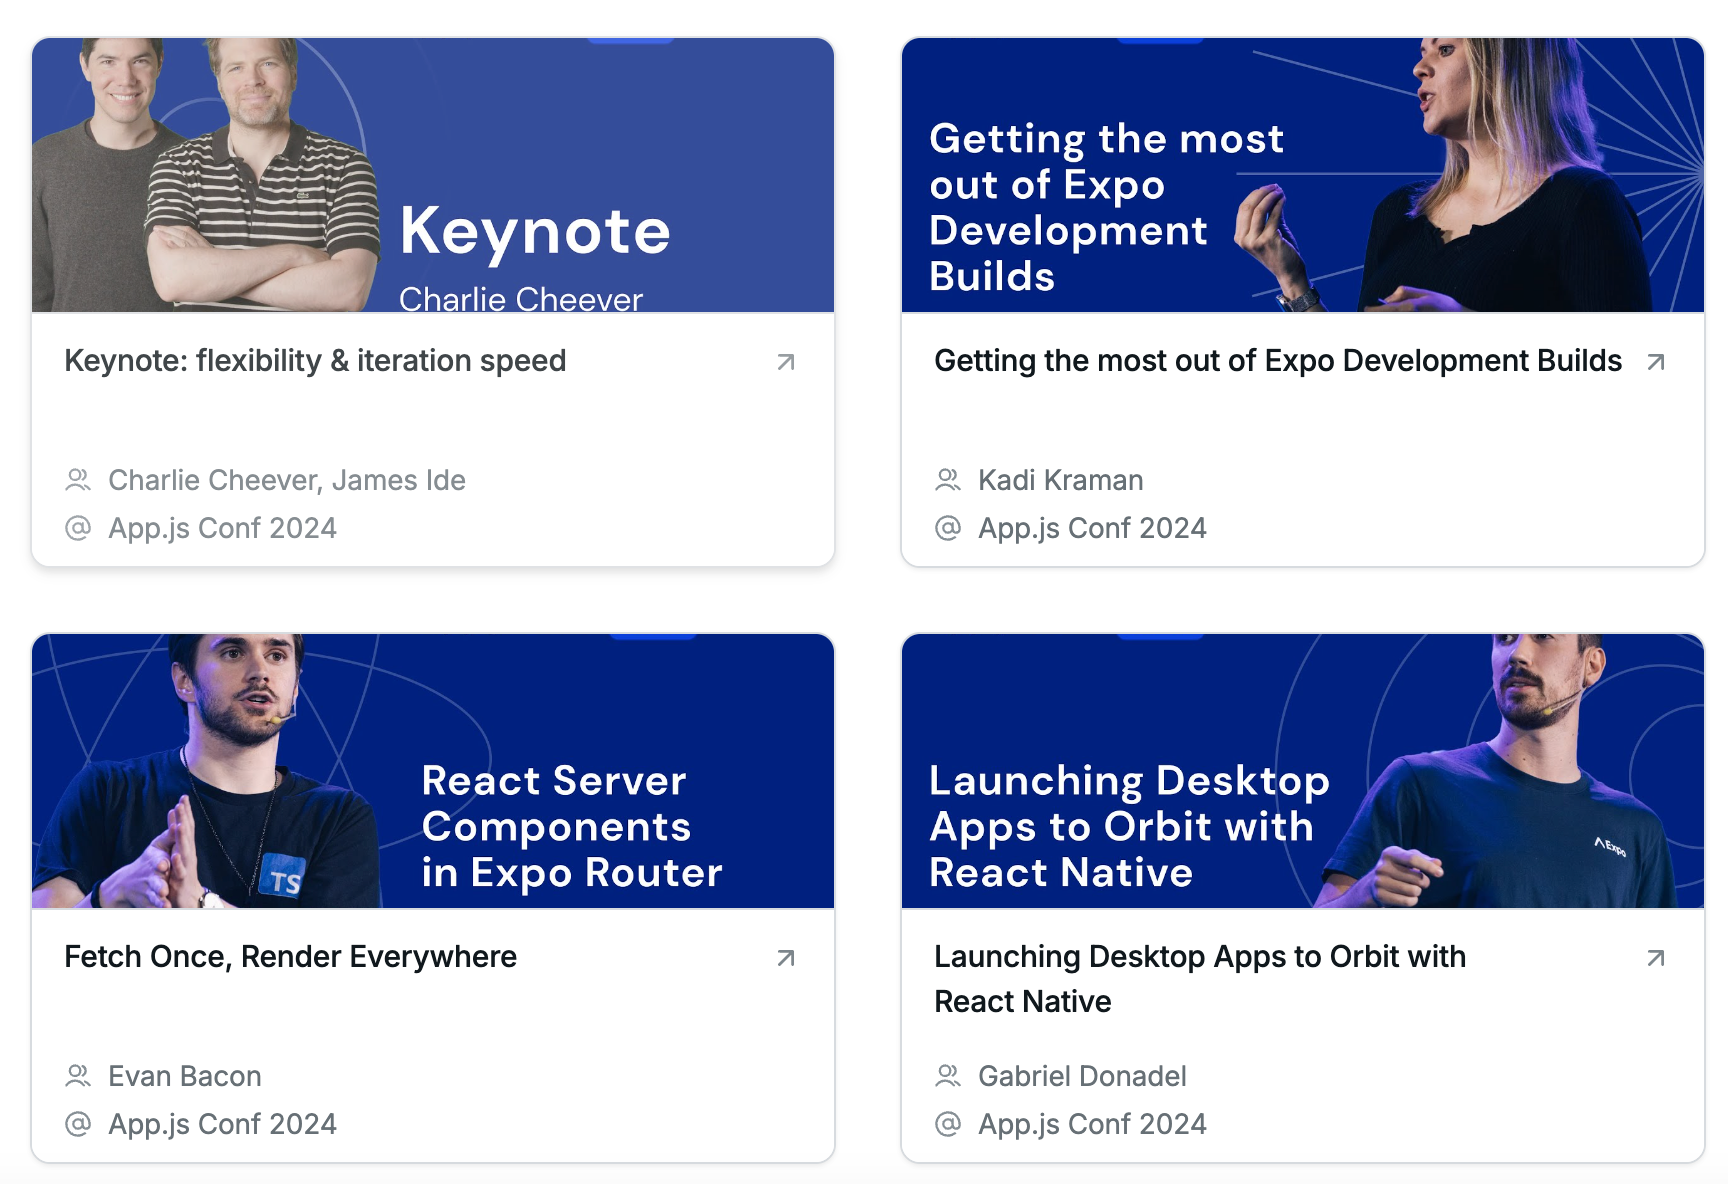 Keynote
Charlie Cheever
Keynote: flexibility & iteration speed
Charlie Cheever, James Ide
App.js Conf 2024
Getting the most
out of Expo
Development
Builds
Getting the most out of Expo Development Builds
Kadi Kraman
App.js Conf 2024
TS
React Server
Components
in Expo Router
Fetch Once, Render Everywhere
Evan Bacon
App.js Conf 2024
Launching Desktop
Apps to Orbit with
React Native
Expo
Launching Desktop Apps to Orbit with
React Native
Gabriel Donadel
App.js Conf 2024